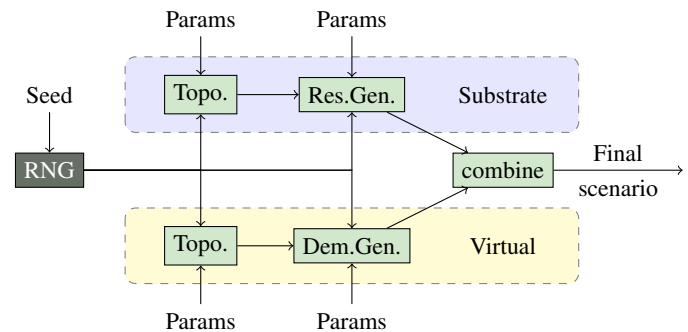 Params Params
Topo. Res.Gen. Substrate
Seed
RNG
combine
Final
scenario
Topo. Dem.Gen. Virtual
Params Params